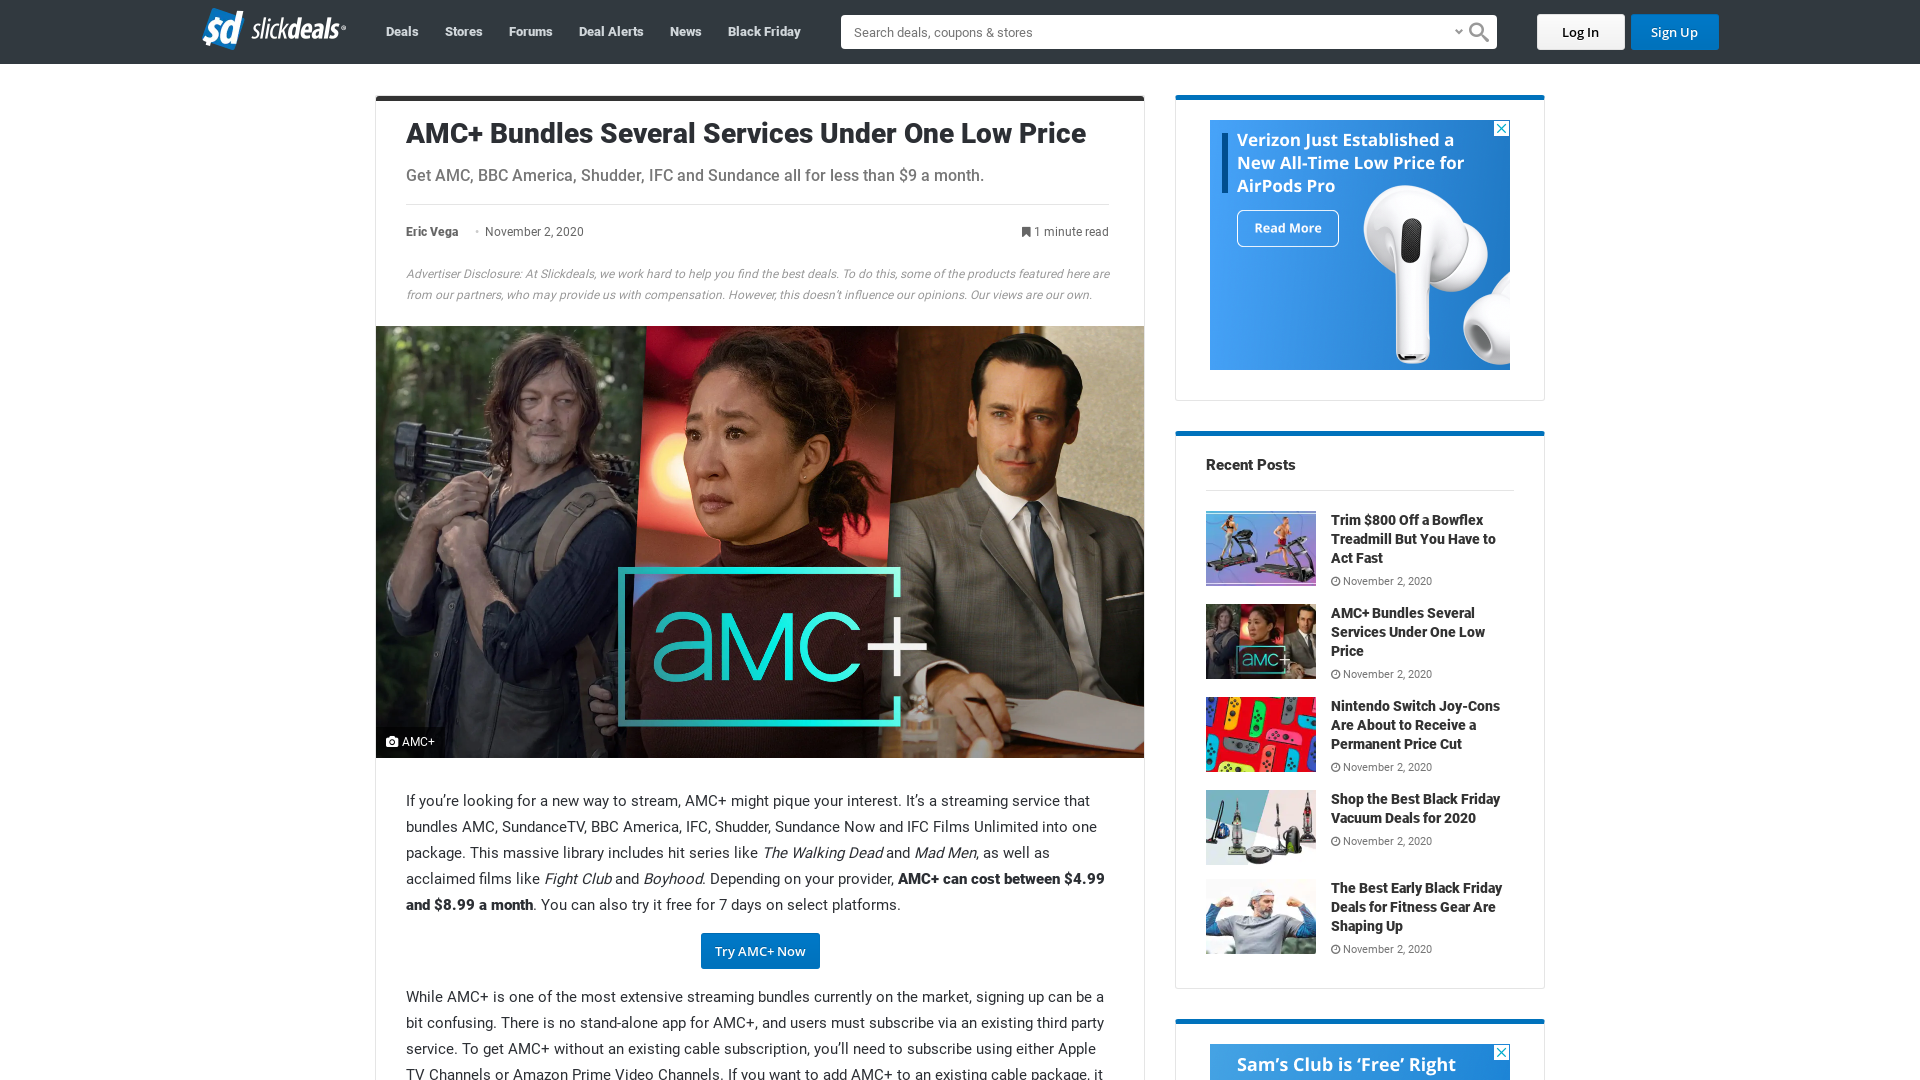 sd slickdeals
Deals
Stores
Forums
Deal Alerts
News
Black Friday
Search deals, coupons & stores
Log In
Sign Up
AMC+ Bundles Several Services Under One Low Price
Get AMC, BBC America, Shudder, IFC and Sundance all for less than $9 a month.
Eric Vega • November 2, 2020
1 minute read
Advertiser Disclosure: At Slickdeals, we work hard to help you find the best deals. To do this, some of the products featured here are
from our partners, who may provide us with compensation. However, this doesn’t influence our opinions. Our views are our own.
aMC+
AMC+
If you’re looking for a new way to stream, AMC+ might pique your interest. It’s a streaming service that
bundles AMC, SundanceTV, BBC America, IFC, Shudder, Sundance Now and IFC Films Unlimited into one
package. This massive library includes hit series like The Walking Dead and Mad Men, as well as
acclaimed films like Fight Club and Boyhood. Depending on your provider, AMC+ can cost between $4.99
and $8.99 a month. You can also try it free for 7 days on select platforms.
Try AMC+ Now
While AMC+ is one of the most extensive streaming bundles currently on the market, signing up can be a
bit confusing. There is no stand-alone app for AMC+, and users must subscribe via an existing third party
service. To get AMC+ without an existing cable subscription, you’ll need to subscribe using either Apple
TV Channels or Amazon Prime Video Channels. If you want to add AMC+ to an existing cable package, it
Verizon Just Established a
New All-Time Low Price for
AirPods Pro
Read More
Recent Posts
Trim $800 Off a Bowflex
Treadmill But You Have to
Act Fast
November 2, 2020
aMC+
AMC+ Bundles Several
Services Under One Low
Price
November 2, 2020
Nintendo Switch Joy-Cons
Are About to Receive a
Permanent Price Cut
November 2, 2020
Shop the Best Black Friday
Vacuum Deals for 2020
November 2, 2020
The Best Early Black Friday
Deals for Fitness Gear Are
Shaping Up
November 2, 2020
Sam’s Club is ‘Free’ Right